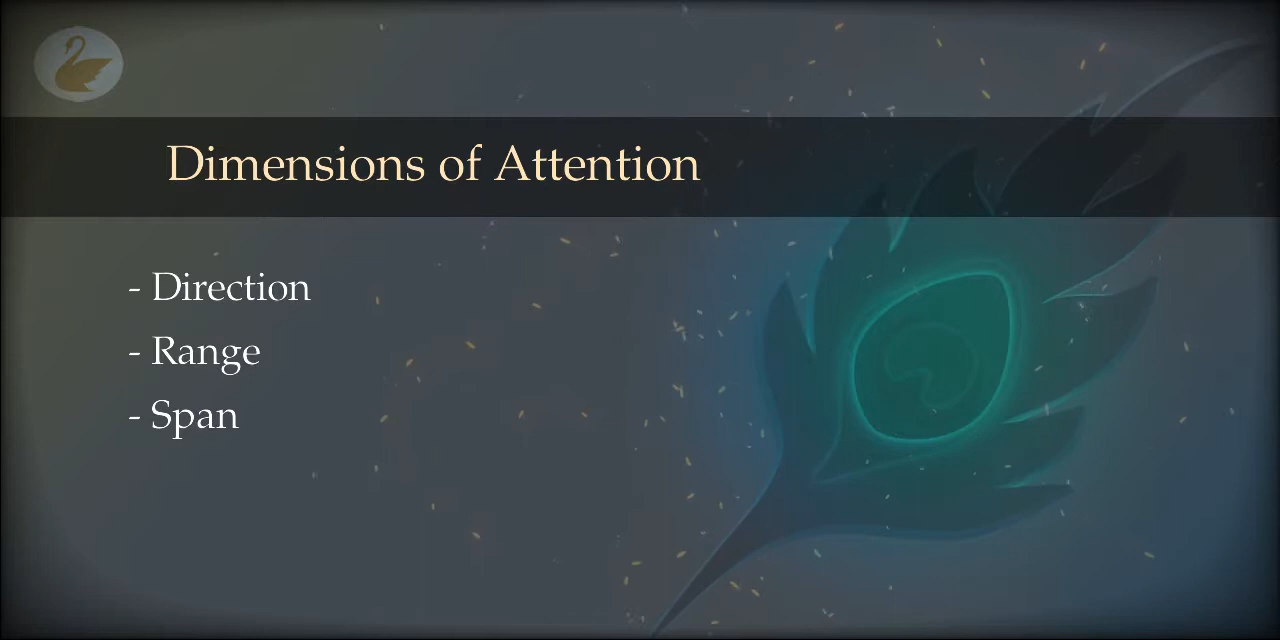 Dimensions of Attention
- Direction
- Range
- Span